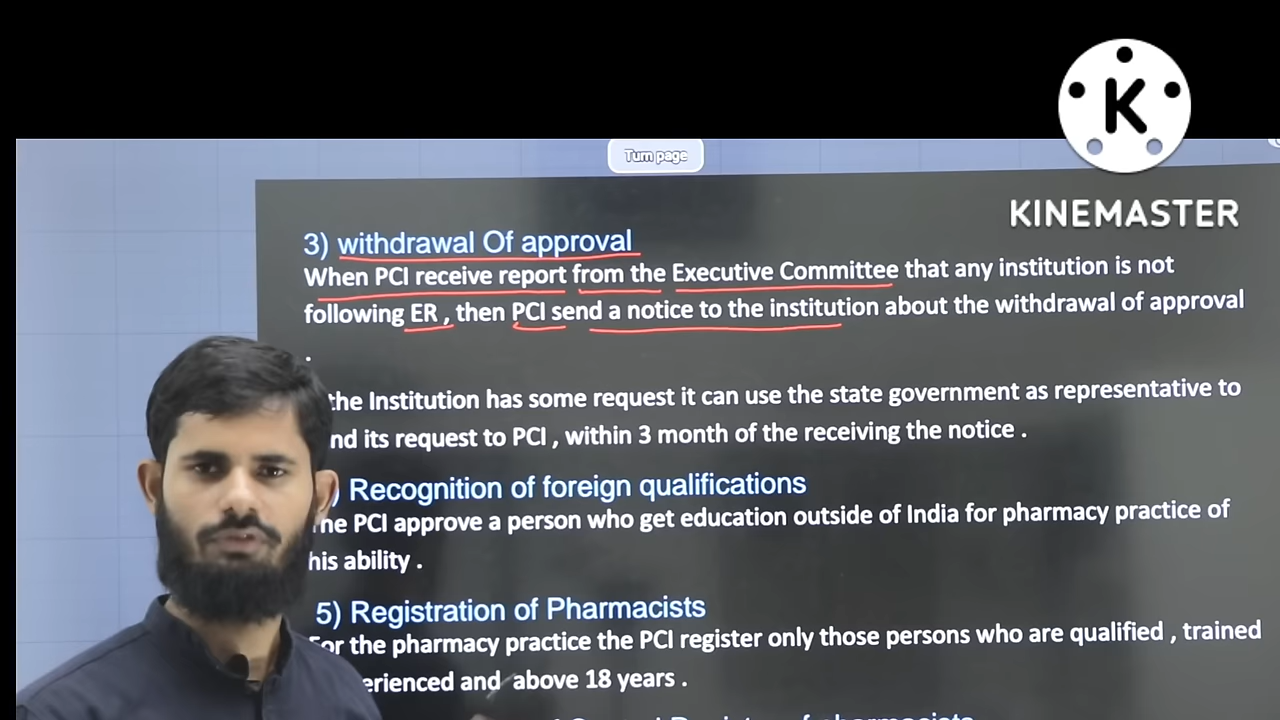 Turn page
K
KINEMASTER
3) withdrawal Of approval
When PCI receive report from the Executive Committee that any institution is not
following ER , then PCI send a notice to the institution about the withdrawal of approval
.
the Institution has some request it can use the state government as representative to
nd its request to PCI , within 3 month of the receiving the notice .
) Recognition of foreign qualifications
he PCI approve a person who get education outside of India for pharmacy practice of
his ability .
5) Registration of Pharmacists
For the pharmacy practice the PCI register only those persons who are qualified , trained
erienced and above 18 years .